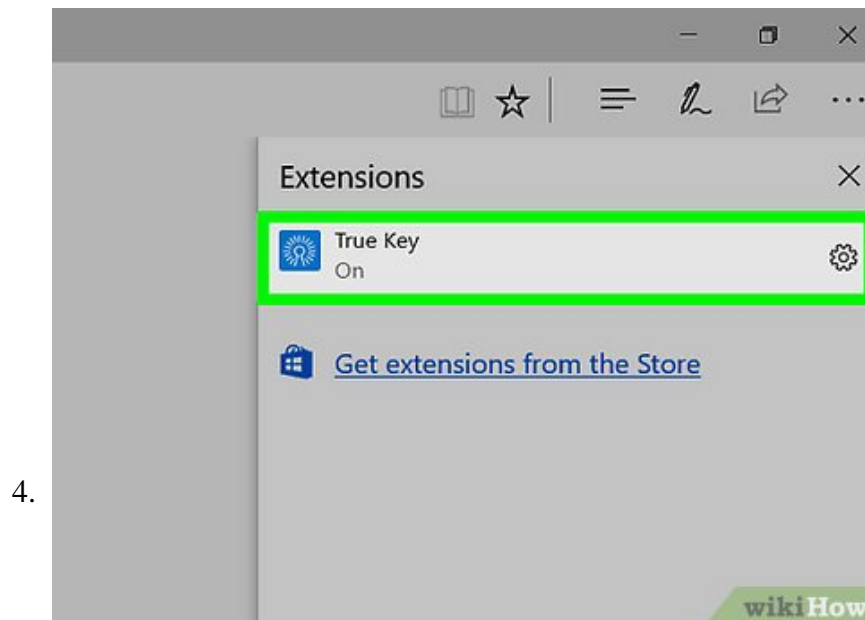 Extensions
True Key
On
Get extensions from the Store
4.
wikiHow